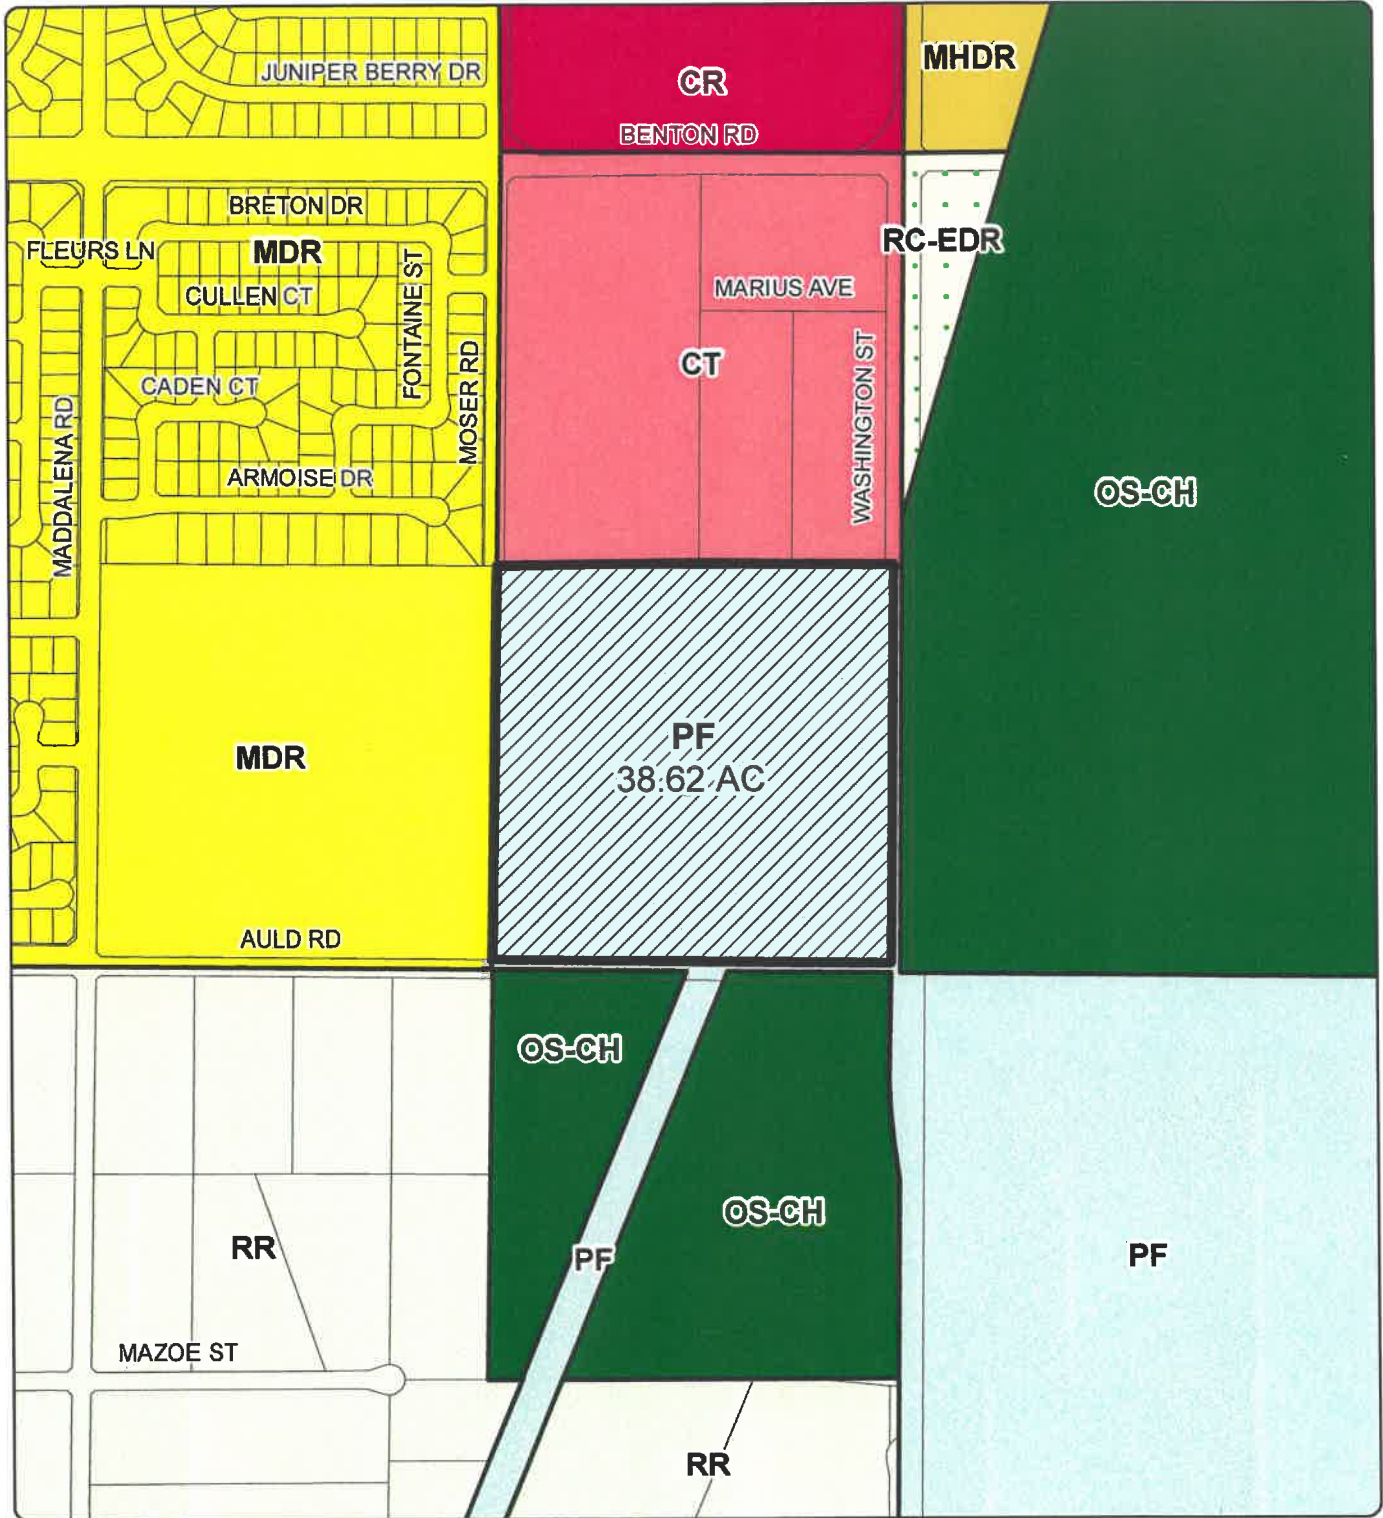 JUNIPER BERRY DR
CR
BENTON RD
MHDR
BRETON DR
FLEURS LN
MDR
CULLEN CT
FONTAINE ST
CADEN CT
MOSER RD
MADDALENA RD
ARMOISE DR
MARIUS AVE
CT
WASHINGTON ST
RC-EDR
OS-CH
MDR
PF
38.62 AC
AULD RD
OS-CH
OS-CH
RR
PF
PF
MAZOE ST
RR